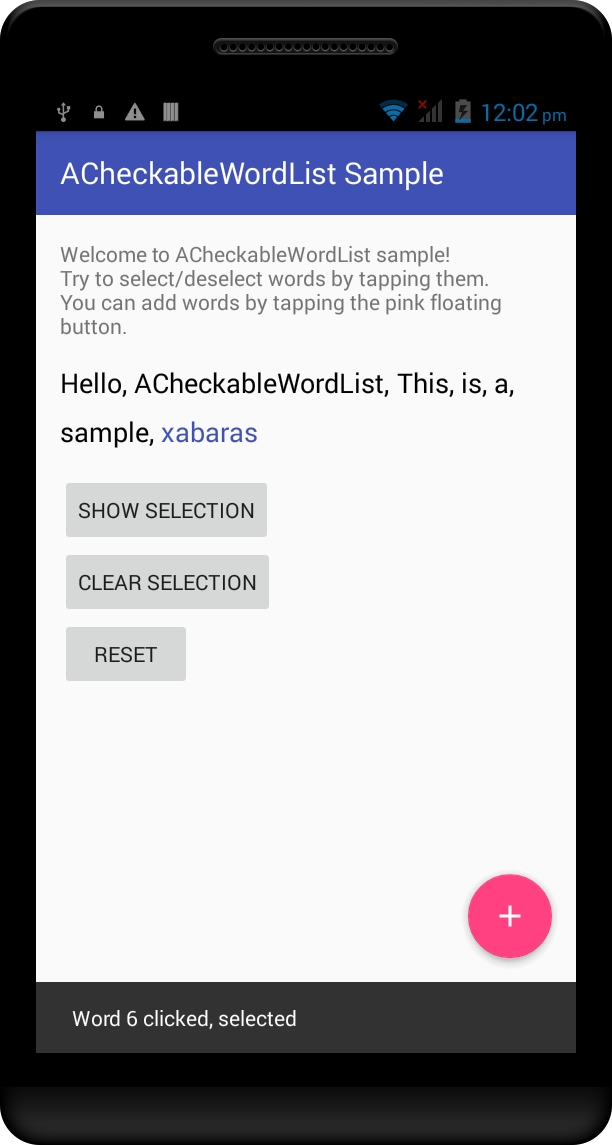 12:02 pm
ACheckableWordList Sample
Welcome to ACheckableWordList sample!
Try to select/deselect words by tapping them.
You can add words by tapping the pink floating
button.
Hello, ACheckableWordList, This, is, a,
sample, xabaras
SHOW SELECTION
CLEAR SELECTION
RESET
+
Word 6 clicked, selected